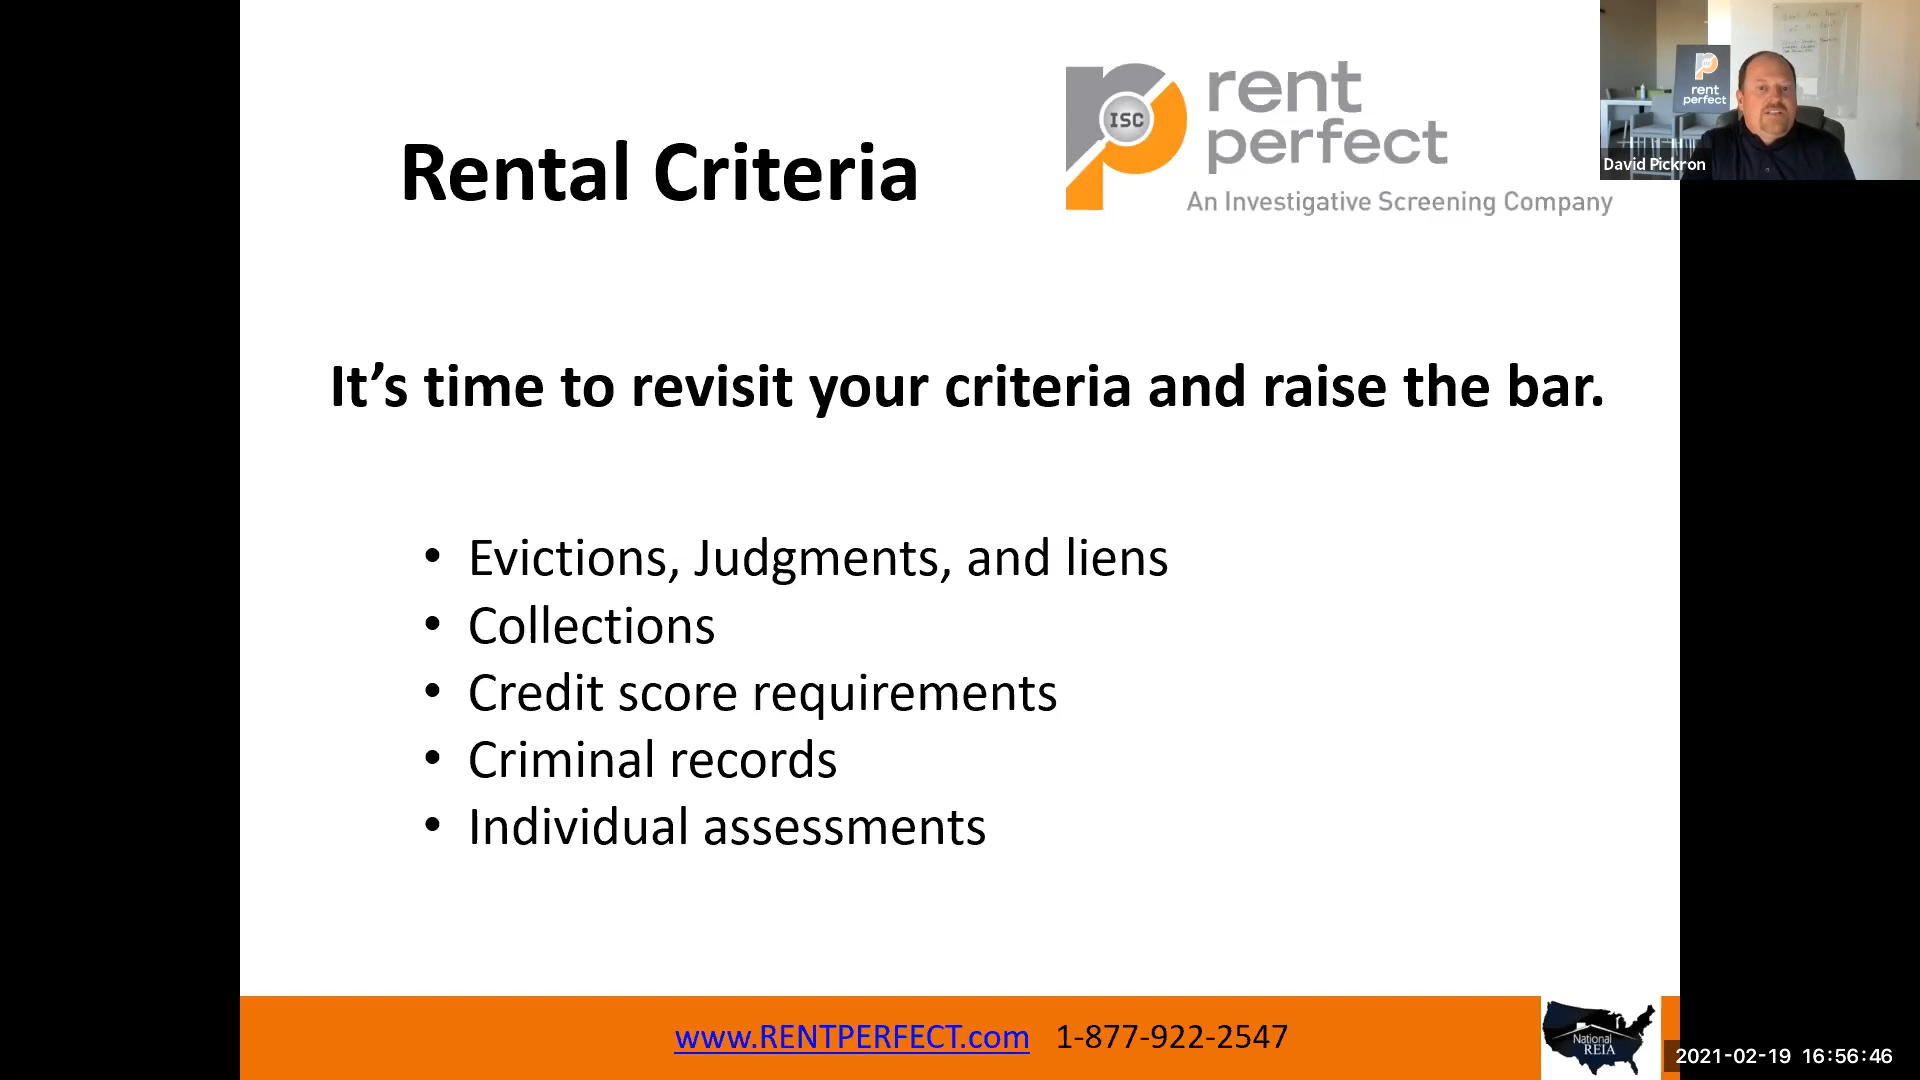 Rental Criteria
ISC
rent
perfect
An Investigative Screening Company
rent
perfect
David Pickron
It’s time to revisit your criteria and raise the bar.
• Evictions, Judgments, and liens
• Collections
• Credit score requirements
• Criminal records
• Individual assessments
www.RENTPERFECT.com 1-877-922-2547
National
REIA
2021-02-19 16:56:46